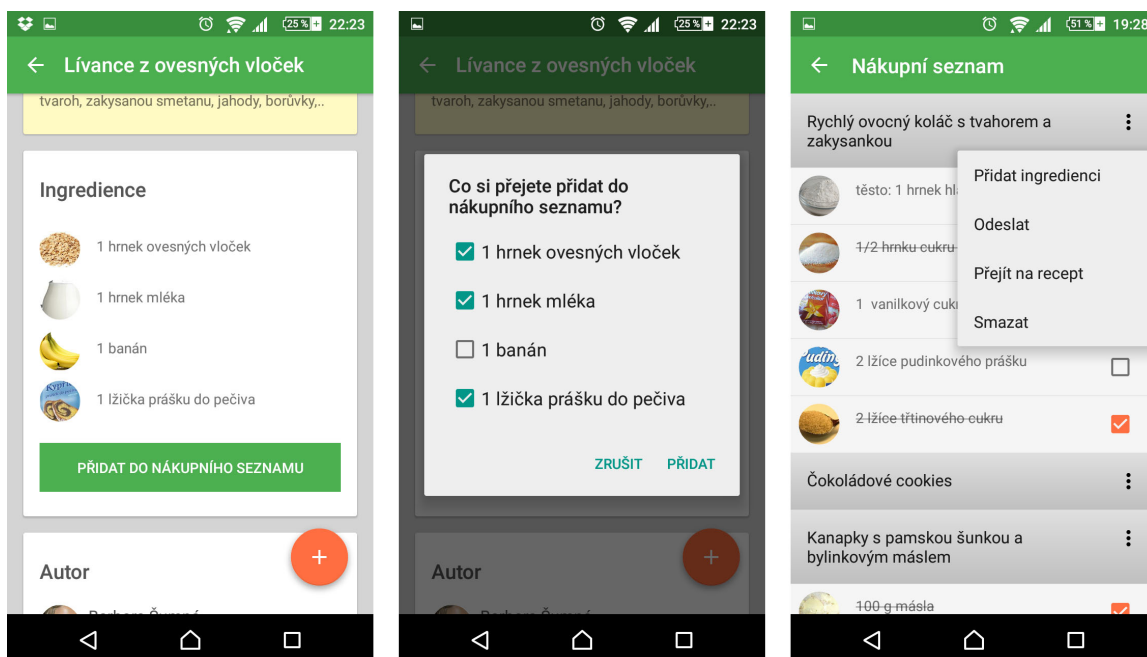 25 % 22:23
Lívance z ovesných vloček
tvaroh, zakysanou smetanu, jahody, borůvky,..
Ingredience
1 hrnek ovesných vloček
1 hrnek mléka
1 banán
1 lžička prášku do pečiva
PŘIDAT DO NÁKUPNÍHO SEZNAMU
+
Autor
25 % 22:23
Lívance z ovesných vloček
tvaroh, zakysanou smetanu, jahody, borůvky,..
Co si přejete přidat do
nákupního seznamu?
1 hrnek ovesných vloček
1 hrnek mléka
1 banán
1 lžička prášku do pečiva
ZRUŠIT PŘIDAT
+
Autor
51 % 19:28
Nákupní seznam
Rychlý ovocný koláč s tvahorem a
zakysankou
těsto: 1 hrnek hl
1/2 hrnku cukru
1 vanilkový cuk
2 lžíce pudinkového prášku
2 lžíce třtinového cukru
Přidat ingredienci
Odeslat
Přejít na recept
Smazat
Čokoládové cookies
Kanapky s pamskou šunkou a
bylinkovým máslem
100 g másla